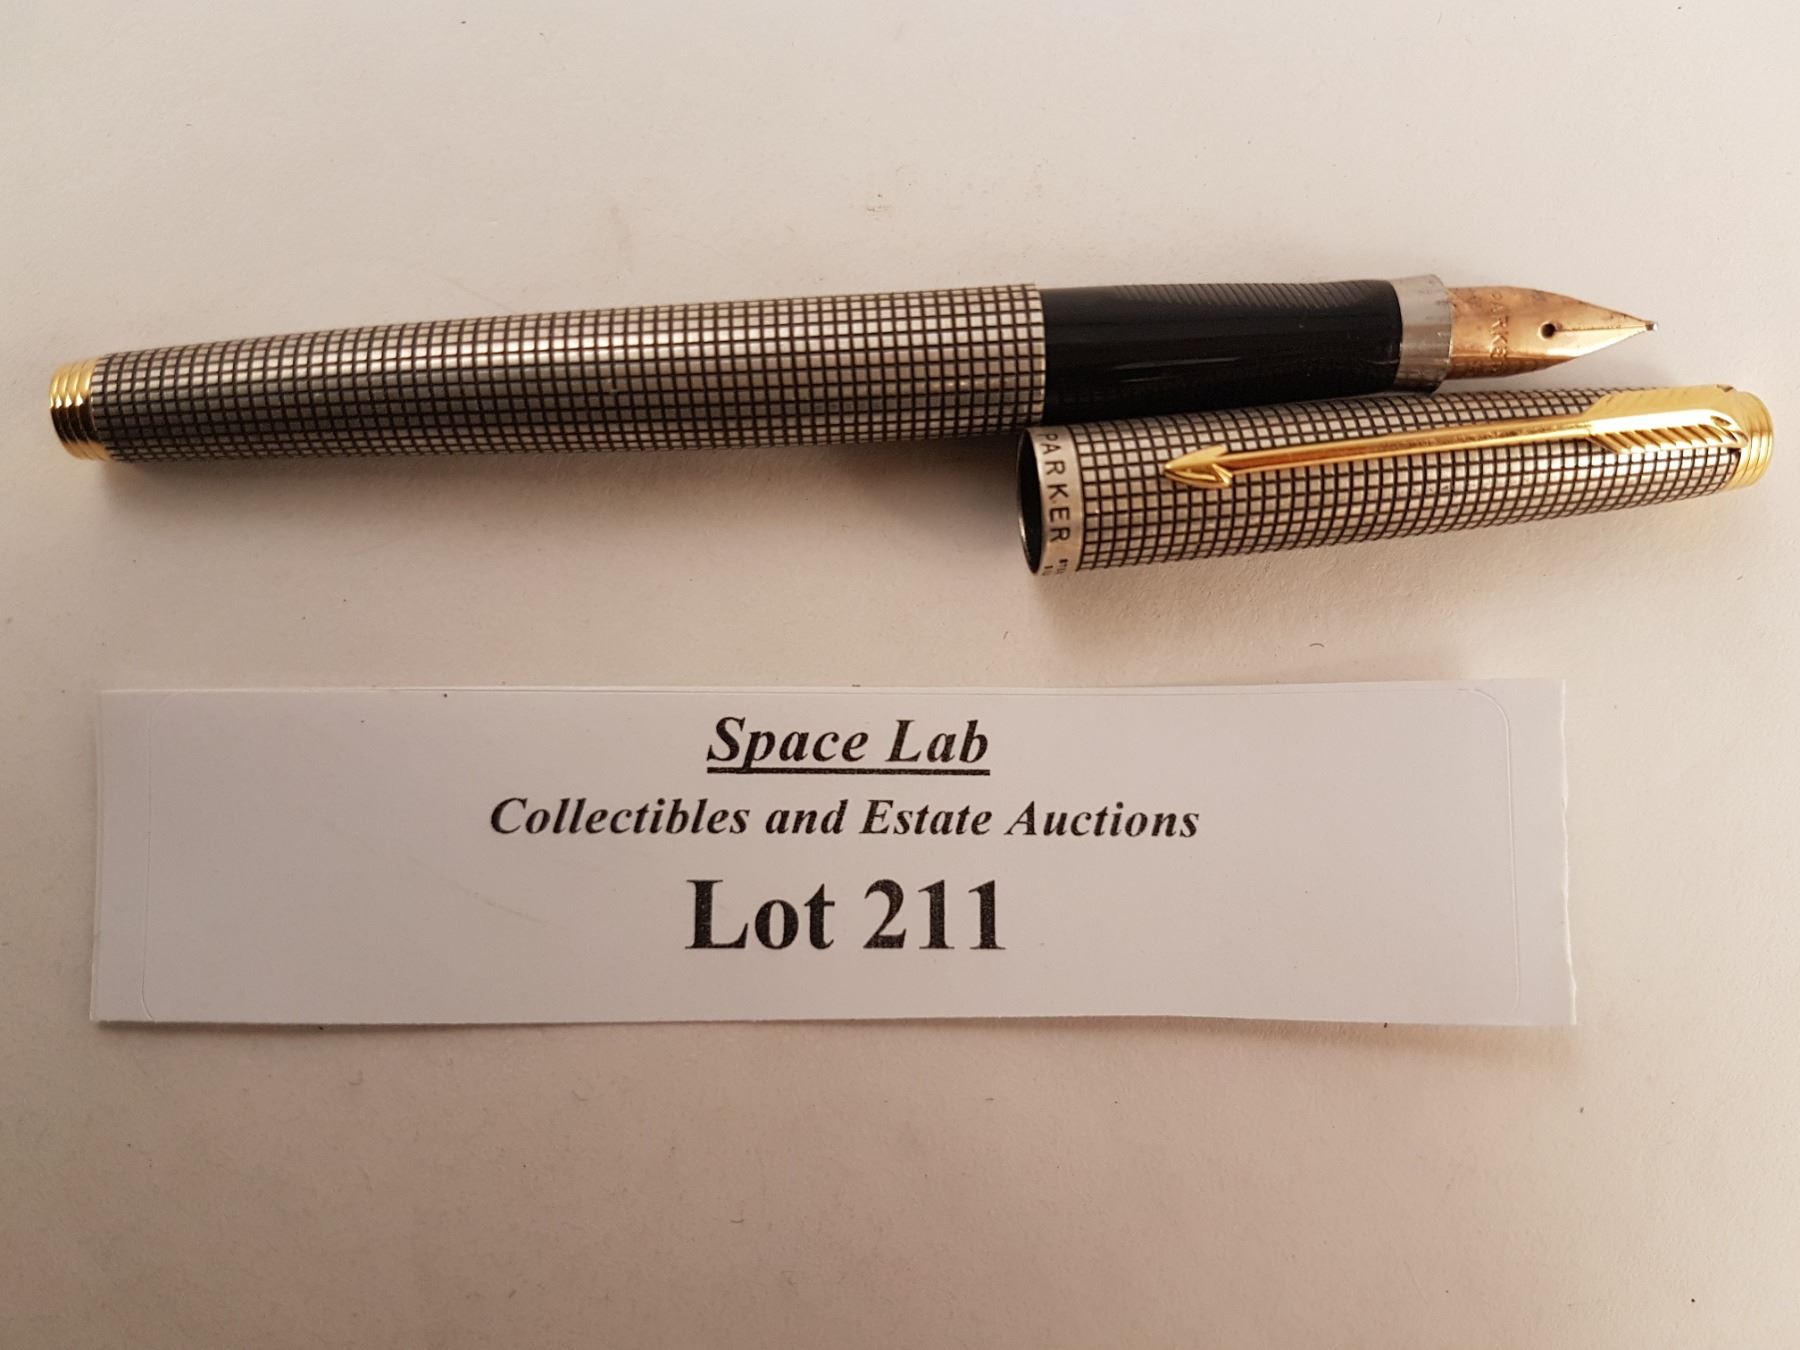 PARKER
PARKER
Space Lab
Collectibles and Estate Auctions
Lot 211